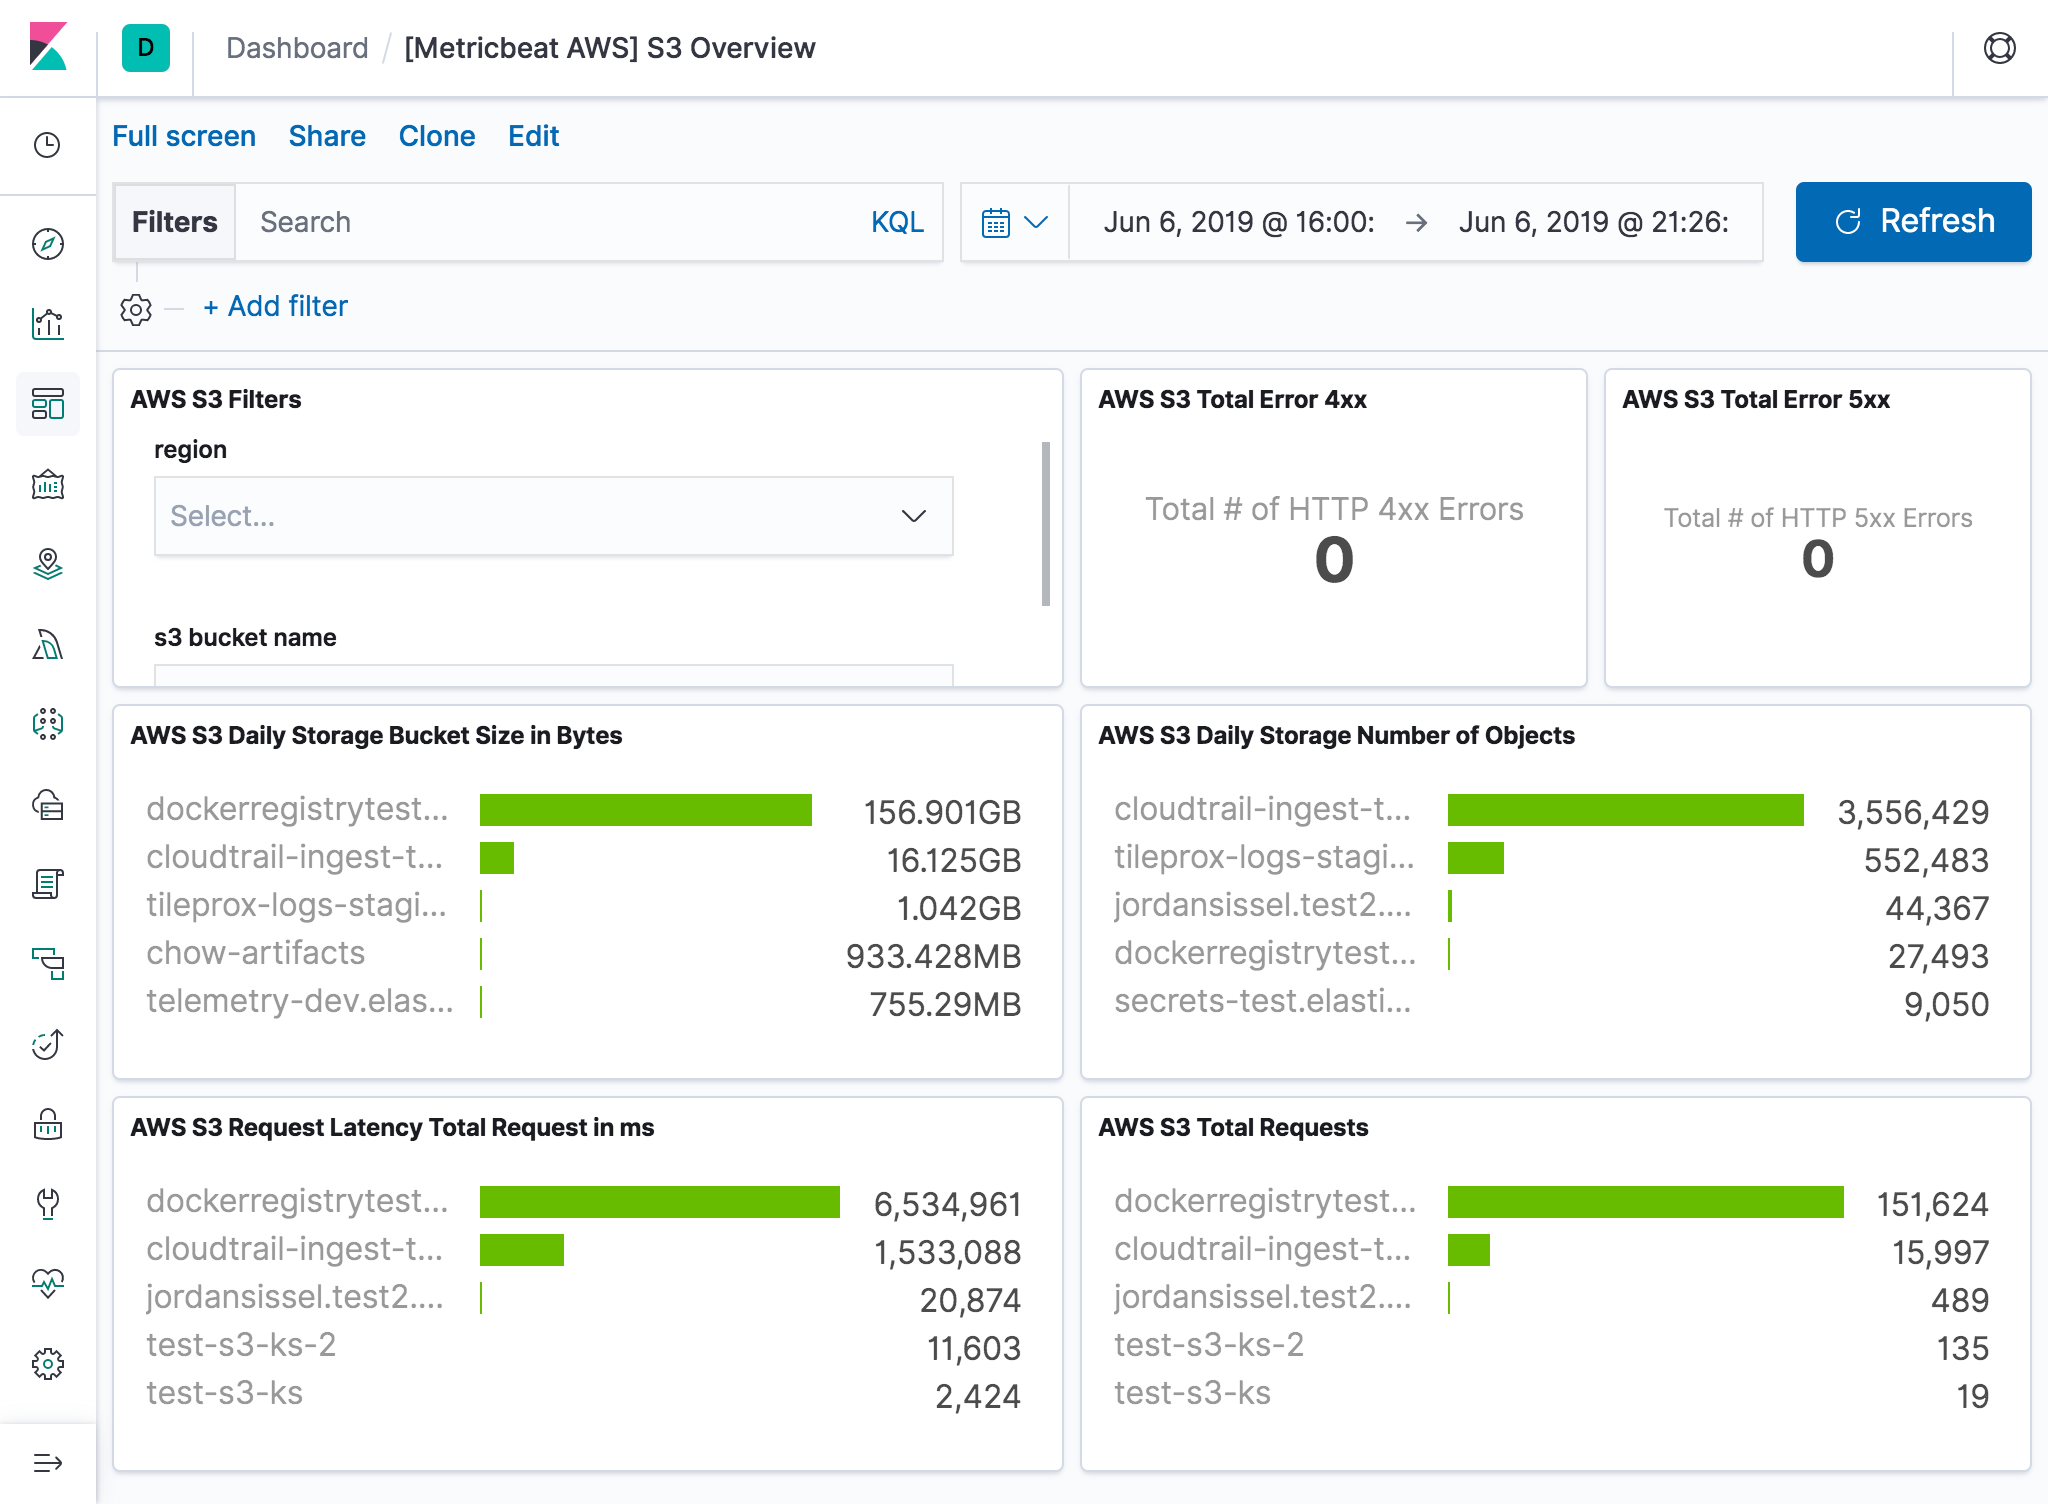 D
Dashboard / [Metricbeat AWS] S3 Overview
Full screen Share Clone Edit
Filters Search KQL Jun 6, 2019 @ 16:00: → Jun 6, 2019 @ 21:26: Refresh
+ Add filter
AWS S3 Filters
region
Select...
s3 bucket name
AWS S3 Total Error 4xx
Total # of HTTP 4xx Errors
0
AWS S3 Total Error 5xx
Total # of HTTP 5xx Errors
0
AWS S3 Daily Storage Bucket Size in Bytes
dockerregistrytest... 156.901GB
cloudtrail-ingest-t... 16.125GB
tileprox-logs-stagi... 1.042GB
chow-artifacts 933.428MB
telemetry-dev.elas... 755.29MB
AWS S3 Daily Storage Number of Objects
cloudtrail-ingest-t... 3,556,429
tileprox-logs-stagi... 552,483
jordansissel.test2.... 44,367
dockerregistrytest... 27,493
secrets-test.elasti... 9,050
AWS S3 Request Latency Total Request in ms
dockerregistrytest... 6,534,961
cloudtrail-ingest-t... 1,533,088
jordansissel.test2.... 20,874
test-s3-ks-2 11,603
test-s3-ks 2,424
AWS S3 Total Requests
dockerregistrytest... 151,624
cloudtrail-ingest-t... 15,997
jordansissel.test2.... 489
test-s3-ks-2 135
test-s3-ks 19